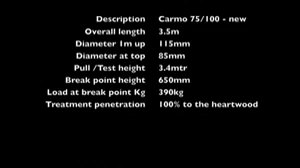 Description Carmo 75/100 - new
Overall length 3.5m
Diameter 1m up 115mm
Diameter at top 85mm
Pull /Test height 3.4mtr
Break point height 650mm
Load at break point Kg 390kg
Treatment penetration 100% to the heartwood